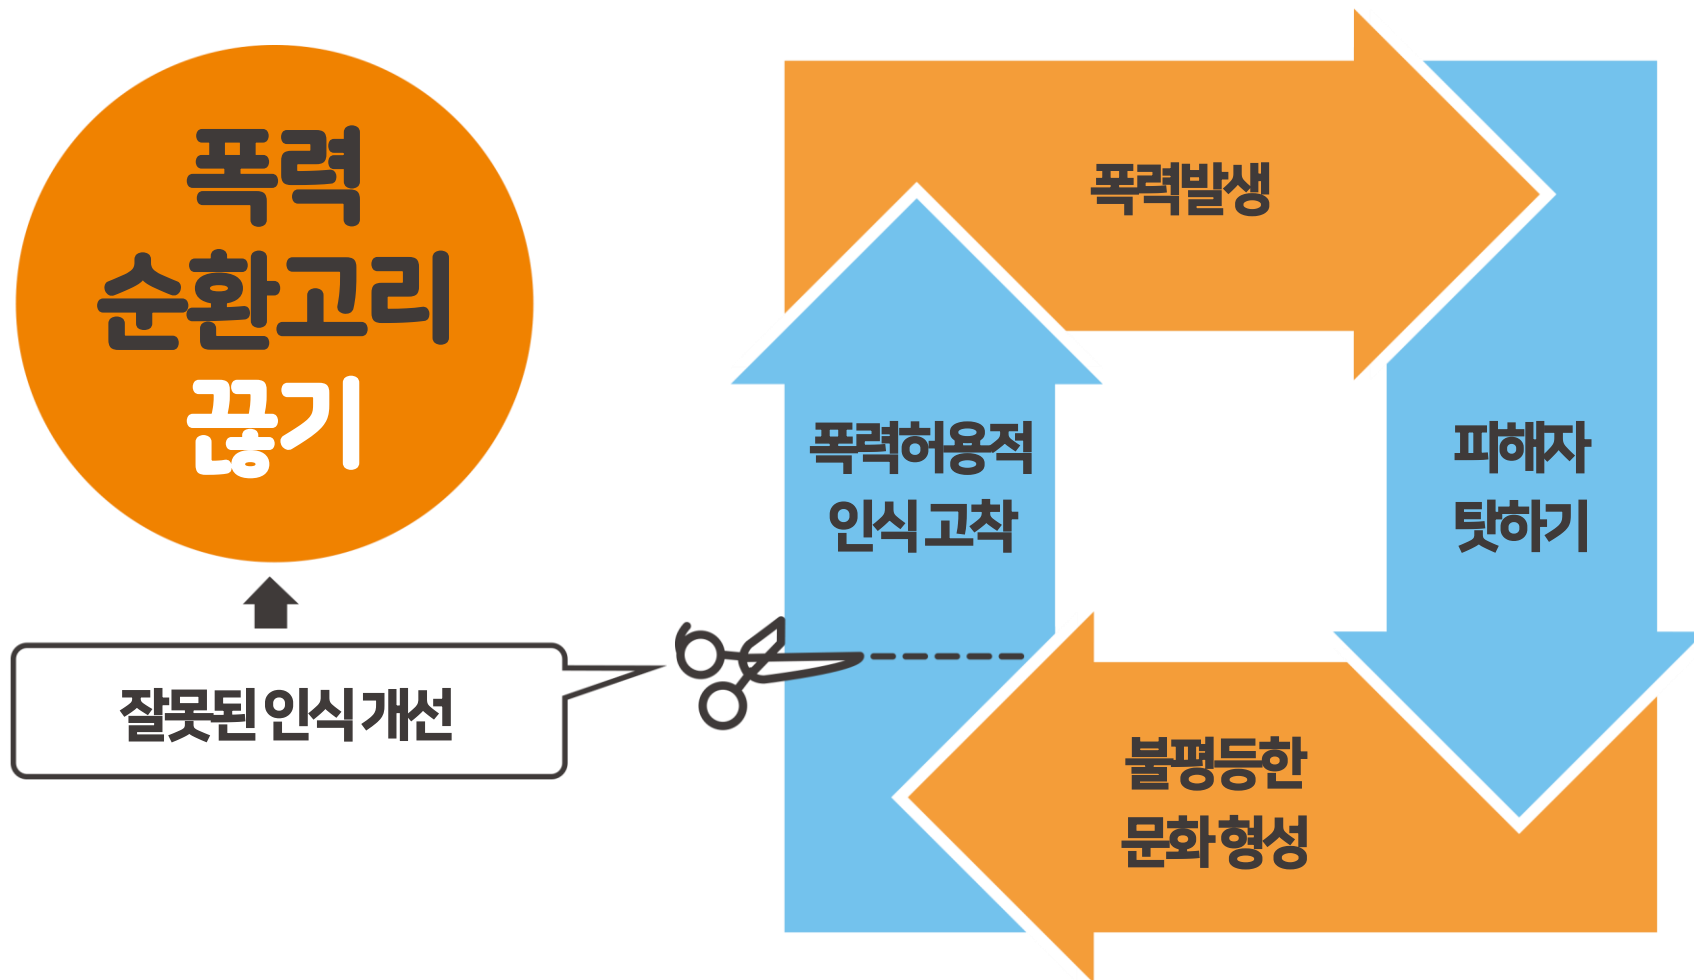 폭력
순환고리
끊기
잘못된 인식 개선
폭력발생
피해자
탓하기
불평등한
문화 형성
폭력허용적
인식 고착